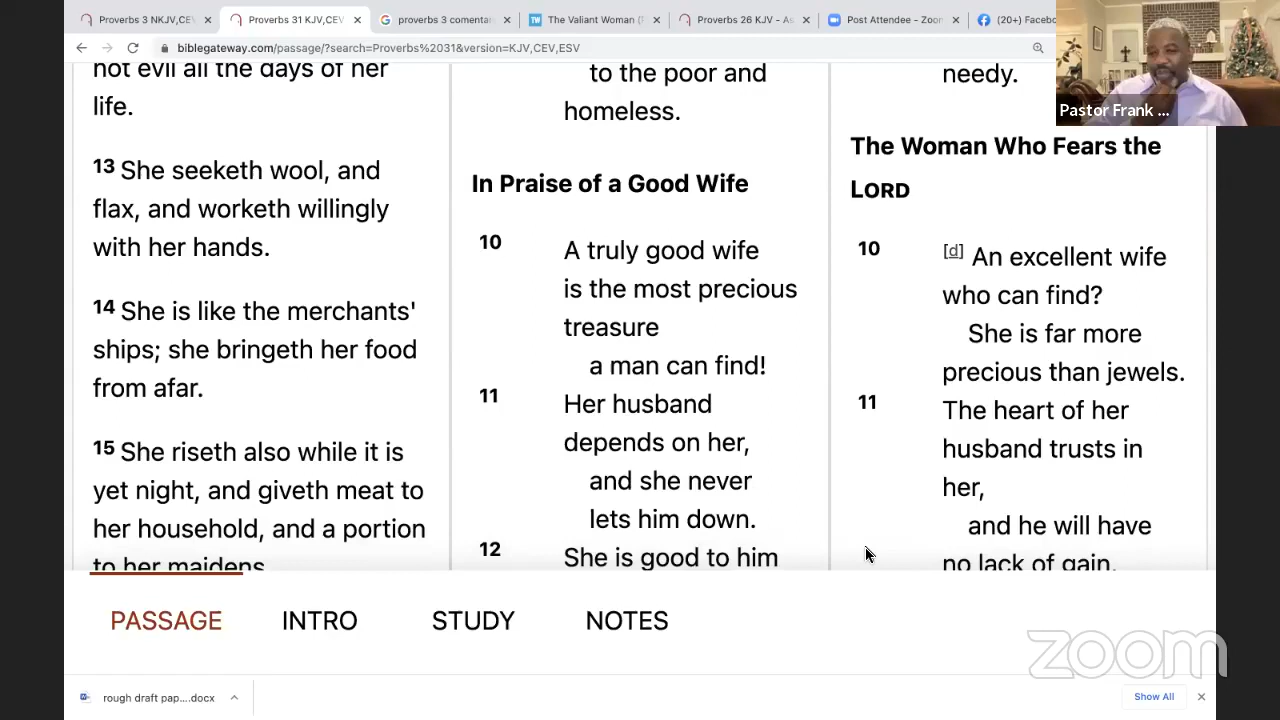 Proverbs 3 NKJV,CEV
Proverbs 31 KJV,CEV
proverbs 3 comentar
The Valiant Woman (P
Proverbs 26 KJV - As
Post Attendee - Zoo
(20+) Facebo
biblegateway.com/passage/?search=Proverbs%2031&version=KJV,CEV,ESV
Pastor Frank ...
not evil all the days of her
life.
13 She seeketh wool, and
flax, and worketh willingly
with her hands.
14 She is like the merchants'
ships; she bringeth her food
from afar.
15 She riseth also while it is
yet night, and giveth meat to
her household, and a portion
to her maidens
to the poor and
homeless.
In Praise of a Good Wife
10 A truly good wife
is the most precious
treasure
a man can find!
11 Her husband
depends on her,
and she never
lets him down.
12 She is good to him
needy.
The Woman Who Fears the
LORD
10 [d] An excellent wife
who can find?
She is far more
precious than jewels.
11 The heart of her
husband trusts in
her,
and he will have
no lack of gain.
PASSAGE INTRO STUDY NOTES
zoom
rough draft pap....docx
Show All